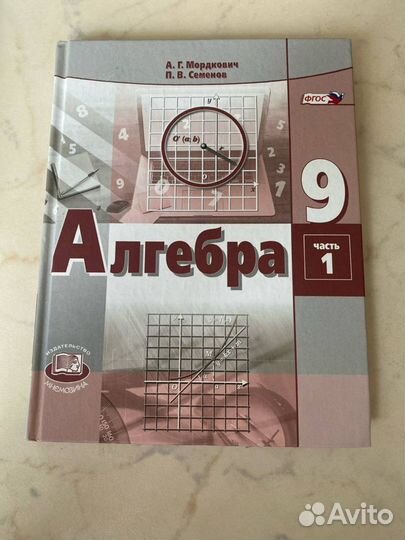 А. Г. Мордкович
П. В. Семенов
ФГОС
y
O' (a; b)
r
O
x
9
Алгебра
часть
1
ИЗДАТЕЛЬСТВО
МНЕМОЗИНА
Avito